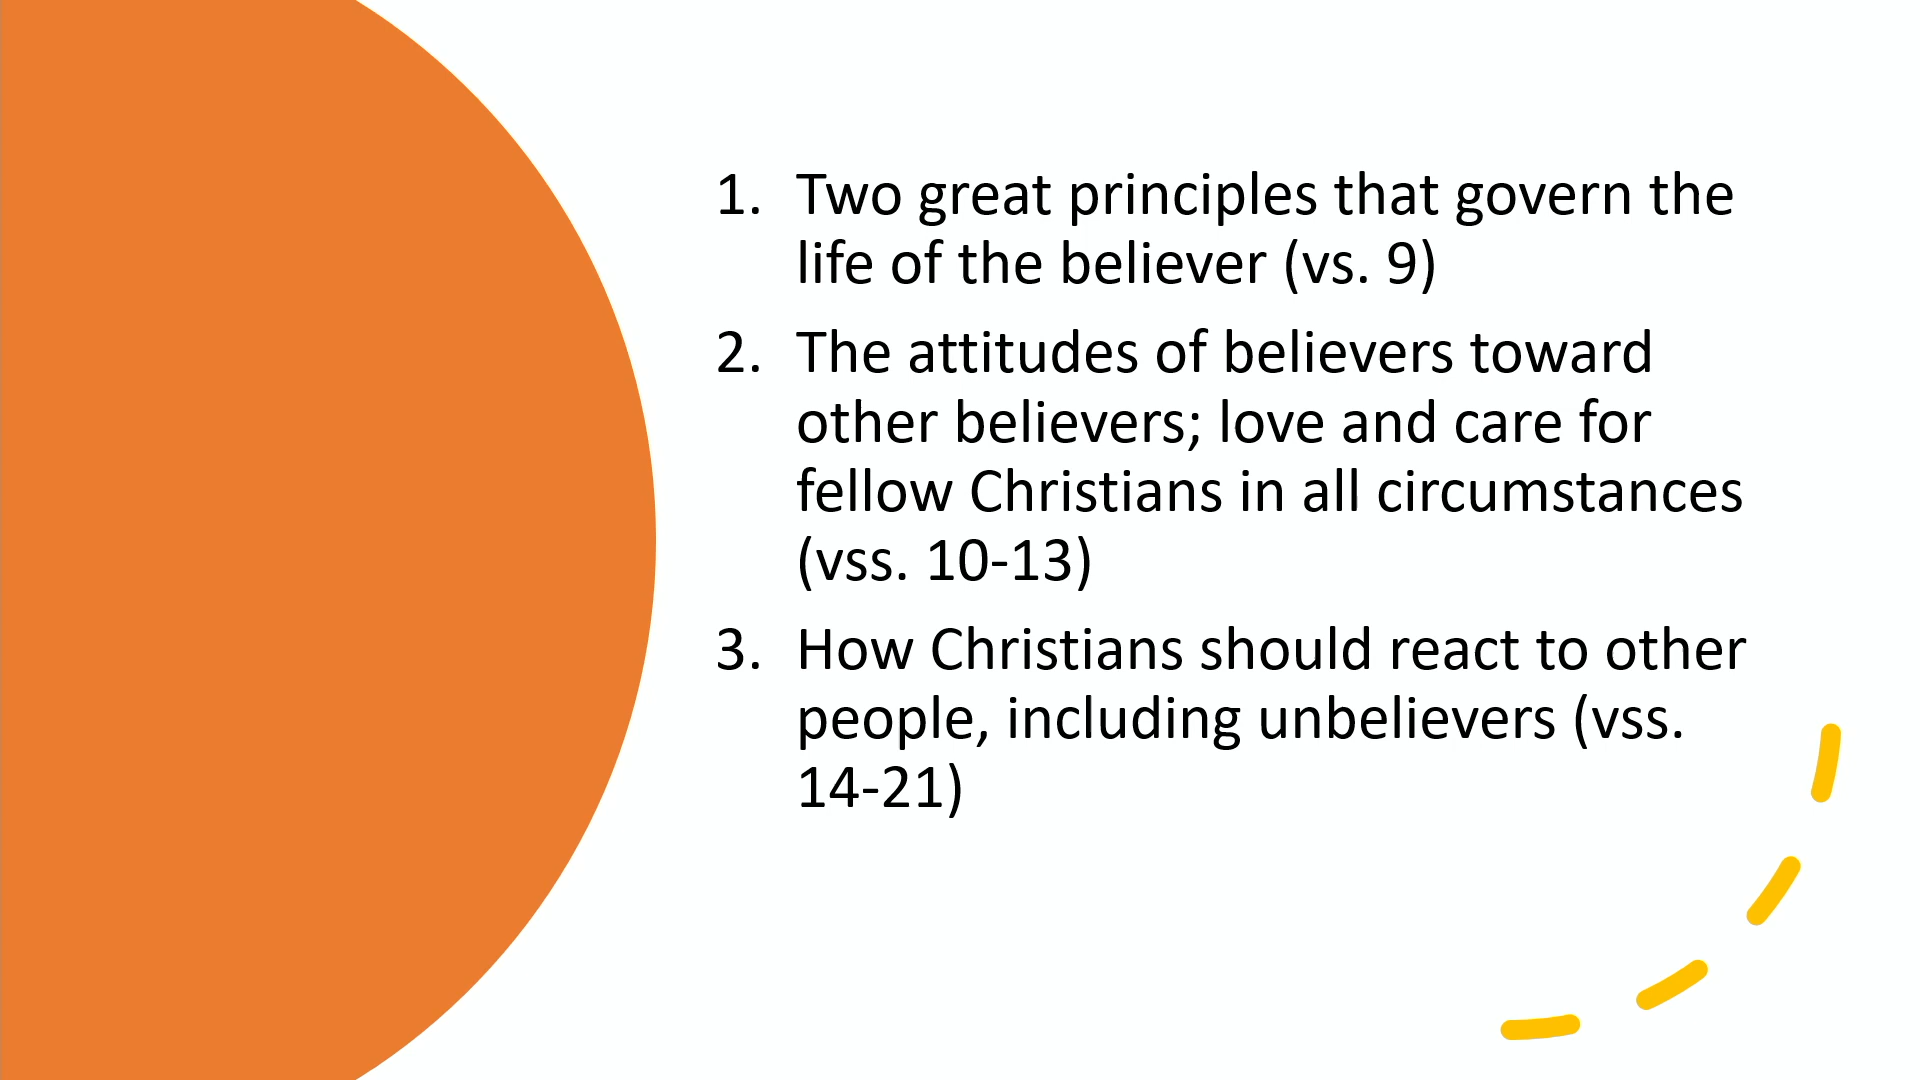 1. Two great principles that govern the
life of the believer (vs. 9)
2. The attitudes of believers toward
other believers; love and care for
fellow Christians in all circumstances
(vss. 10-13)
3. How Christians should react to other
people, including unbelievers (vss.
14-21)